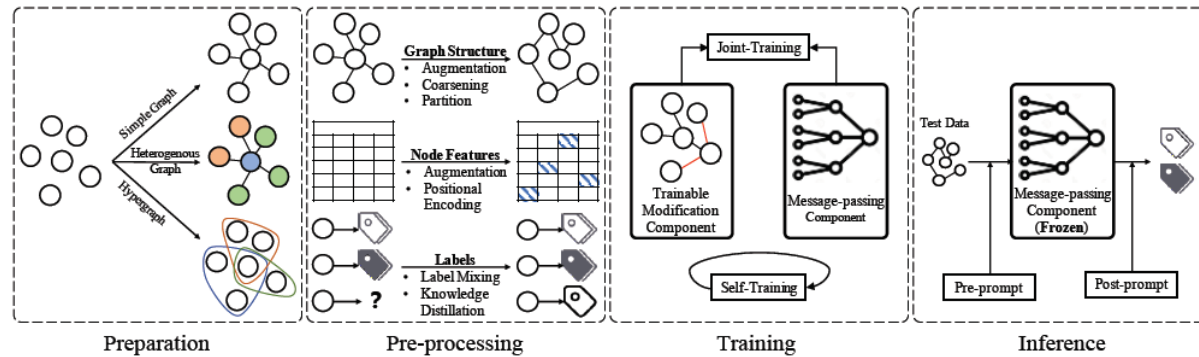 Simple Graph
Heterogenous
Graph
Hypergraph
Preparation
Graph Structure
• Augmentation
• Coarsening
• Partition
Node Features
• Augmentation
• Positional
Encoding
Labels
• Label Mixing
• Knowledge
Distillation
?
Pre-processing
Joint-Training
Trainable
Modification
Component
Message-passing
Component
Self-Training
Training
Test Data
Message-passing
Component
(Frozen)
Pre-prompt
Post-prompt
Inference